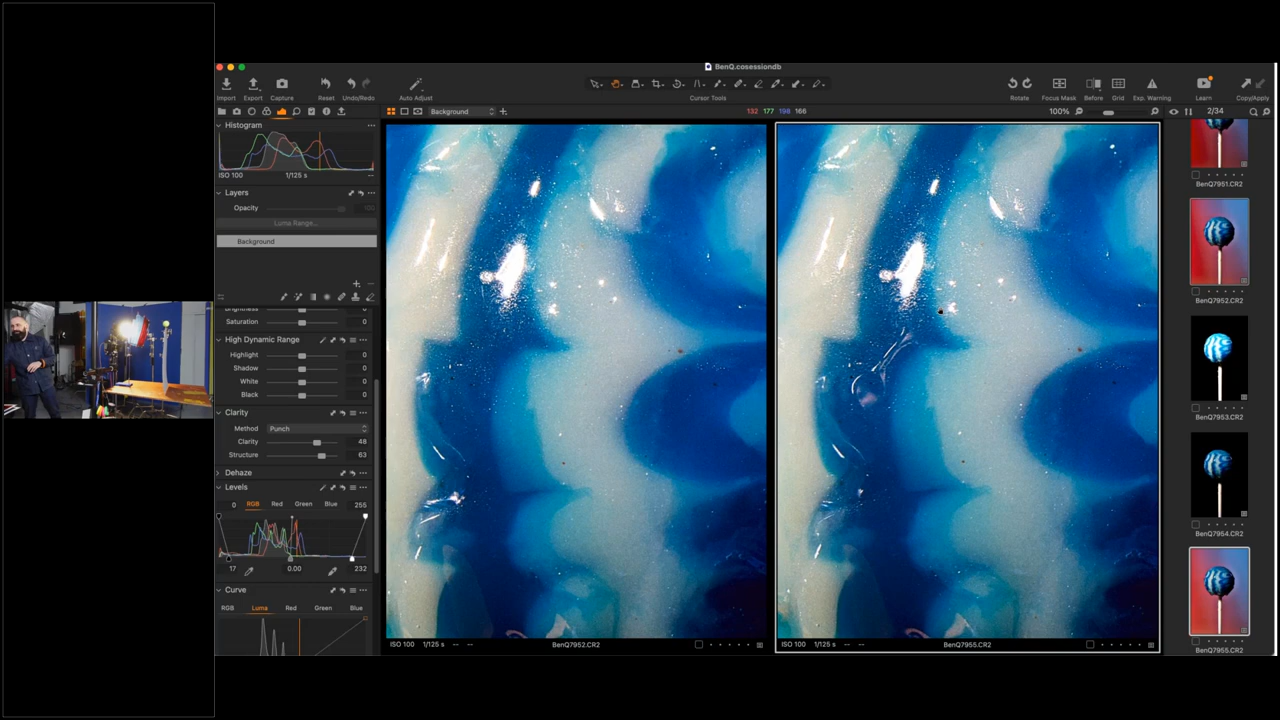 BenQ.cosessiondb
Import Export Capture Reset Undo/Redo Auto Adjust Cursor Tools Rotate Focus Mask Before Grid Exp. Warning Learn Copy/Apply
Background 132 177 198 166 100% 2/34
Histogram
ISO 100 1/125 s --
Layers
Opacity 100
Luma Range...
Background
Brightness 0
Saturation 0
High Dynamic Range
Highlight 0
Shadow 0
White 0
Black 0
Clarity
Method Punch
Clarity 48
Structure 63
Dehaze
Levels
0 RGB Red Green Blue 255
17 0.00 232
Curve
RGB Luma Red Green Blue
ISO 100 1/125 s -- -- BenQ7952.CR2
ISO 100 1/125 s -- -- BenQ7955.CR2
BenQ7951.CR2
BenQ7952.CR2
BenQ7953.CR2
BenQ7954.CR2
BenQ7955.CR2